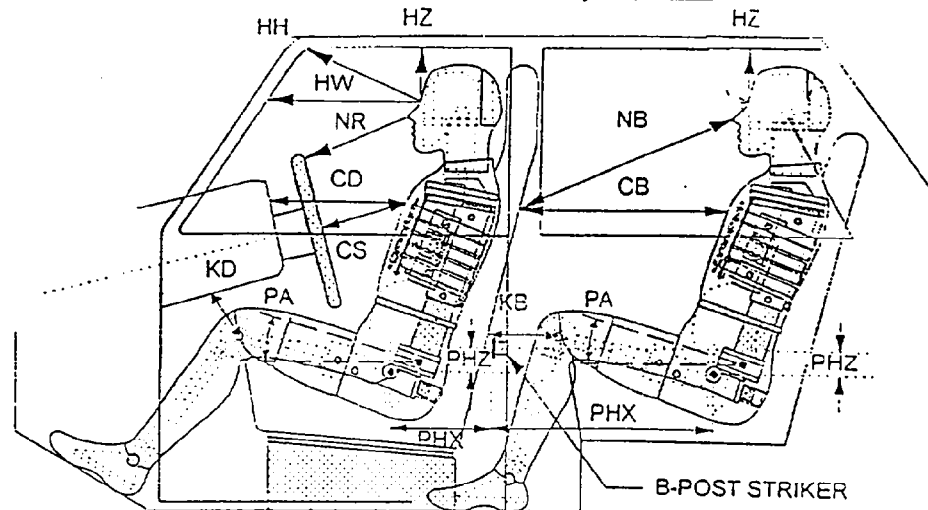 HZ
HZ
HH
HW
NR
NB
CD
CB
CS
KD
PA
KB
PA
PHZ
PHZ
PHX
PHX
B-POST STRIKER